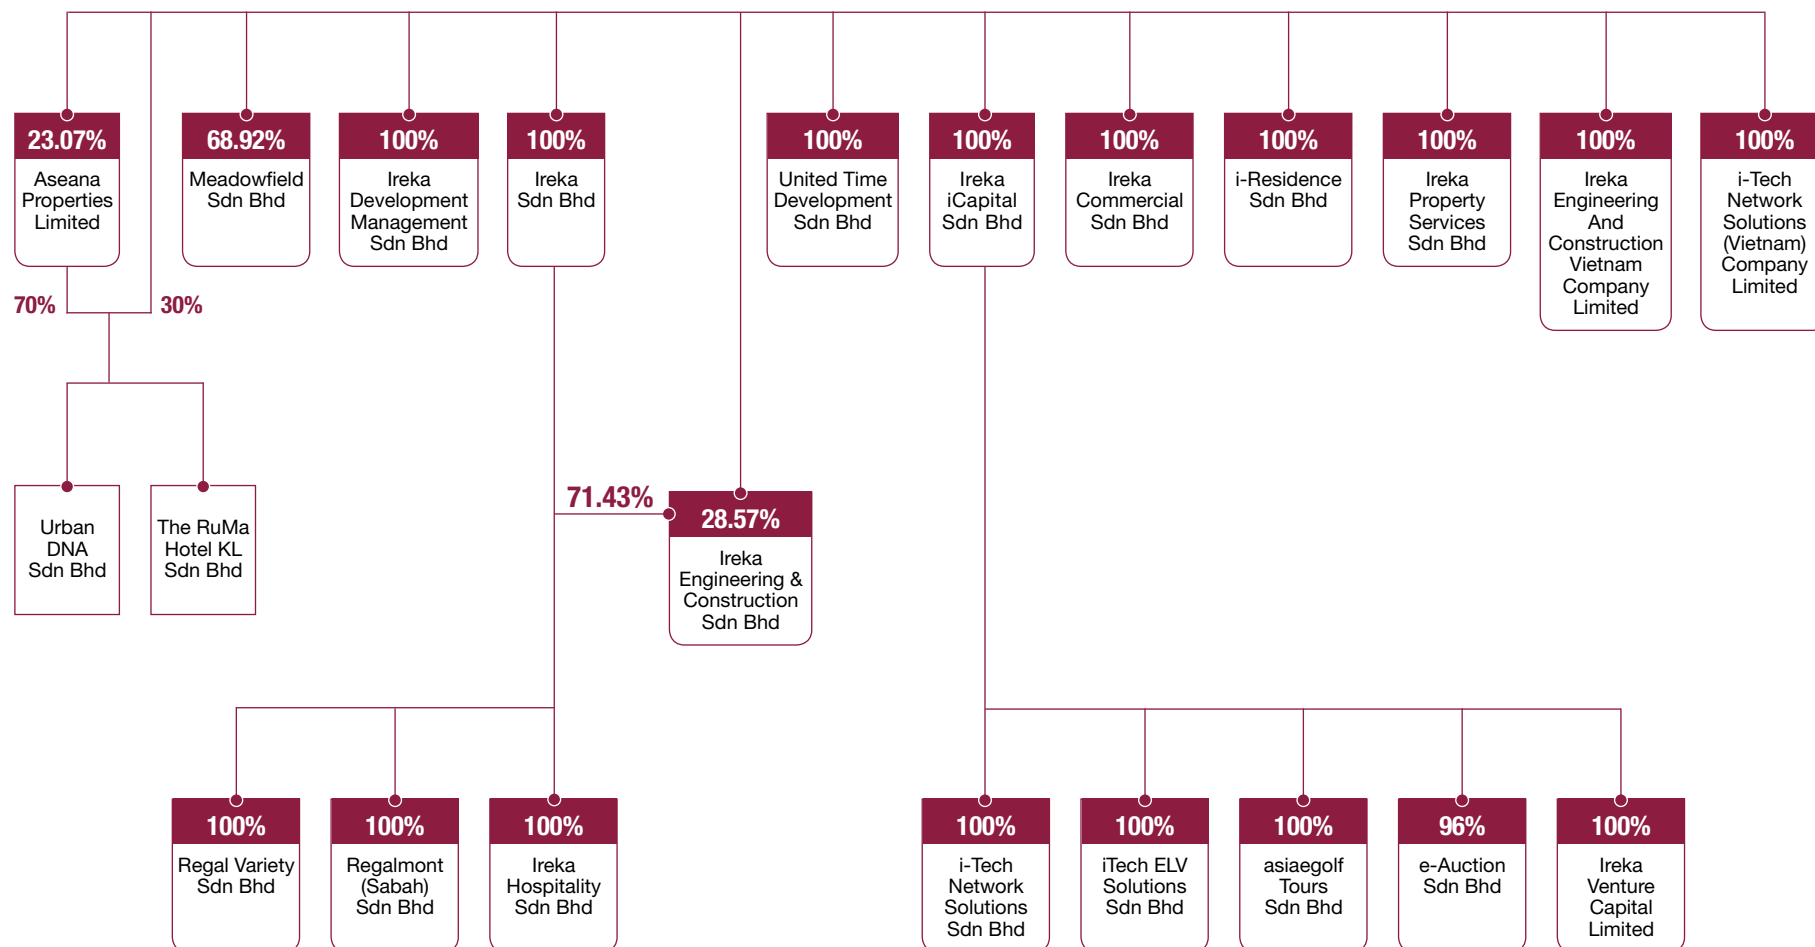 23.07%
Aseana
Properties
Limited
68.92%
Meadowfield
Sdn Bhd
100%
Ireka
Development
Management
Sdn Bhd
100%
Ireka
Sdn Bhd
100%
United Time
Development
Sdn Bhd
100%
Ireka
iCapital
Sdn Bhd
100%
Ireka
Commercial
Sdn Bhd
100%
i-Residence
Sdn Bhd
100%
Ireka
Property
Services
Sdn Bhd
100%
Ireka
Engineering
And
Construction
Vietnam
Company
Limited
100%
i-Tech
Network
Solutions
(Vietnam)
Company
Limited
70%
30%
Urban
DNA
Sdn Bhd
The RuMa
Hotel KL
Sdn Bhd
71.43%
28.57%
Ireka
Engineering &
Construction
Sdn Bhd
100%
Regal Variety
Sdn Bhd
100%
Regalmont
(Sabah)
Sdn Bhd
100%
Ireka
Hospitality
Sdn Bhd
100%
i-Tech
Network
Solutions
Sdn Bhd
100%
iTech ELV
Solutions
Sdn Bhd
100%
asiaegolf
Tours
Sdn Bhd
96%
e-Auction
Sdn Bhd
100%
Ireka
Venture
Capital
Limited